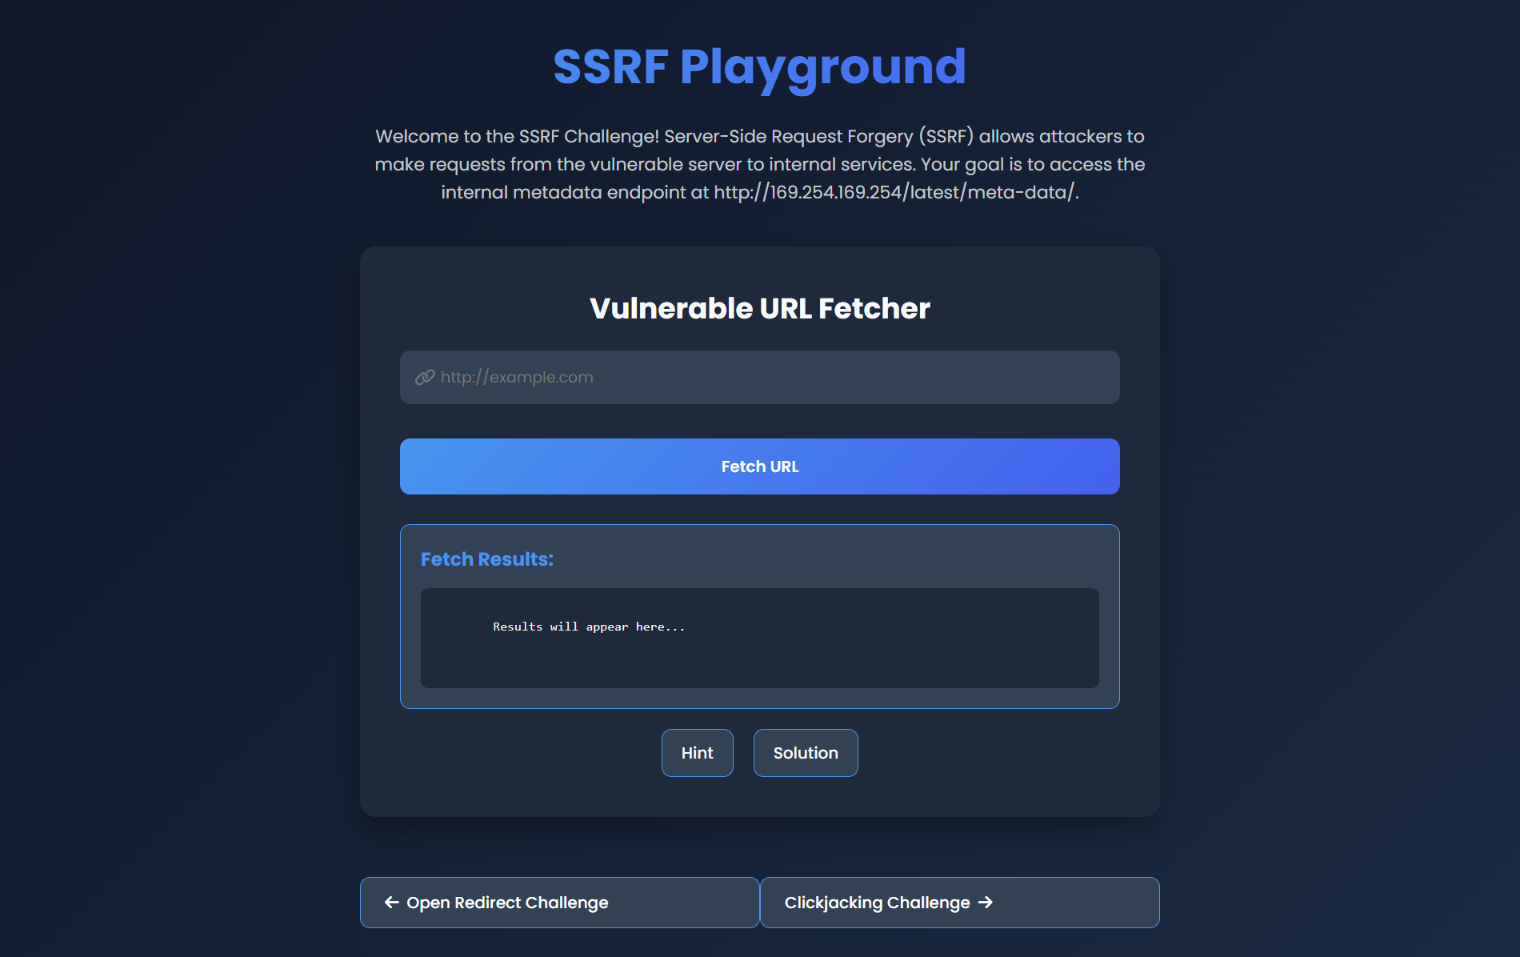 SSRF Playground
Welcome to the SSRF Challenge! Server-Side Request Forgery (SSRF) allows attackers to
make requests from the vulnerable server to internal services. Your goal is to access the
internal metadata endpoint at http://169.254.169.254/latest/meta-data/.
Vulnerable URL Fetcher
http://example.com
Fetch URL
Fetch Results:
Results will appear here...
Hint
Solution
← Open Redirect Challenge
Clickjacking Challenge →